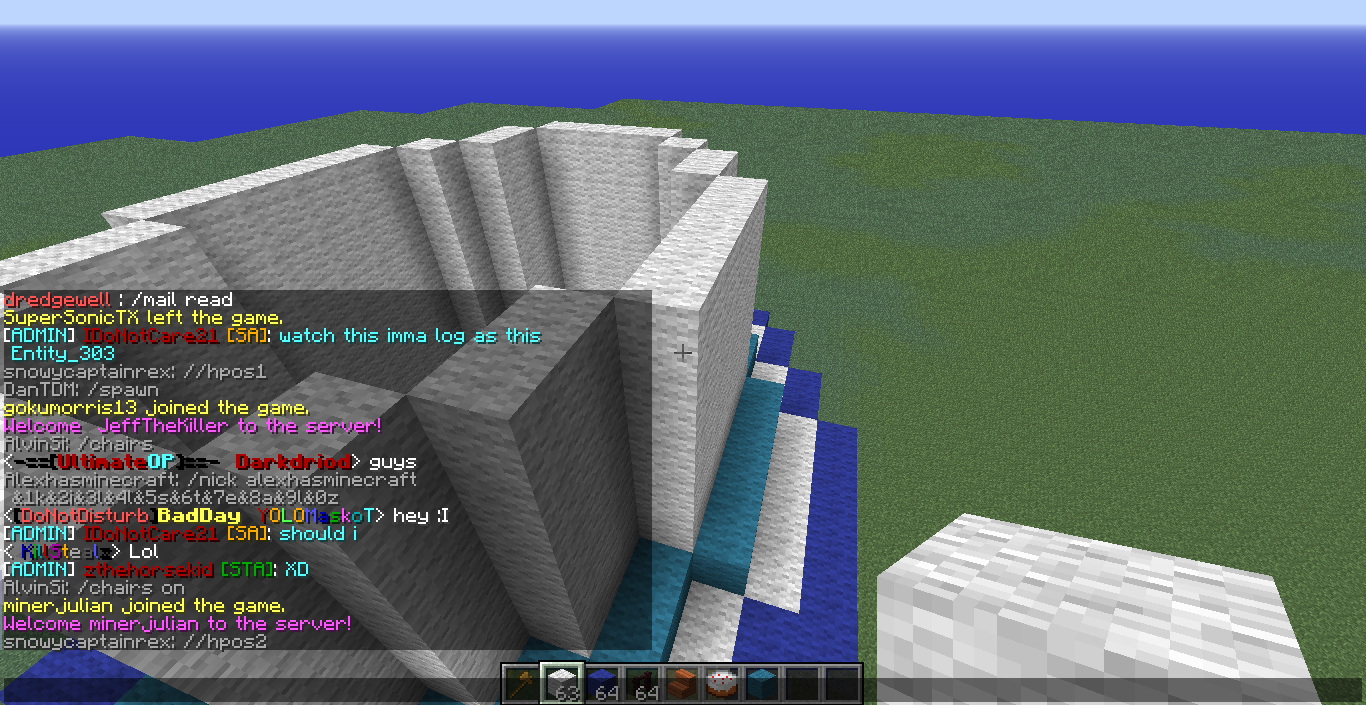 dredgewell : /mail read
SuperSonicTX left the game.
[ADMIN] IDoNotCare21 [SA]: watch this imma log as this
Entity_303
snowycaptainrex: //hpos1
DanTDM: /spawn
gokumorris13 joined the game.
Welcome JeffTheKiller to the server!
AlvinSi: /chairs
<-==[UltimateOP]==- Darkdriod> guys
Alexhasminecraft: /nick alexhasminecraft
&1k&2i&3l&4l&5s&6t&7e&8a&9l&0z
<[DoNotDisturb]BadDay YOLOMaskoT> hey :I
[ADMIN] IDoNotCare21 [SA]: should i
< KillStealz> Lol
[ADMIN] zthehorsekid [STA]: XD
AlvinSi: /chairs on
minerjulian joined the game.
Welcome minerjulian to the server!
snowycaptainrex: //hpos2
63 64 64